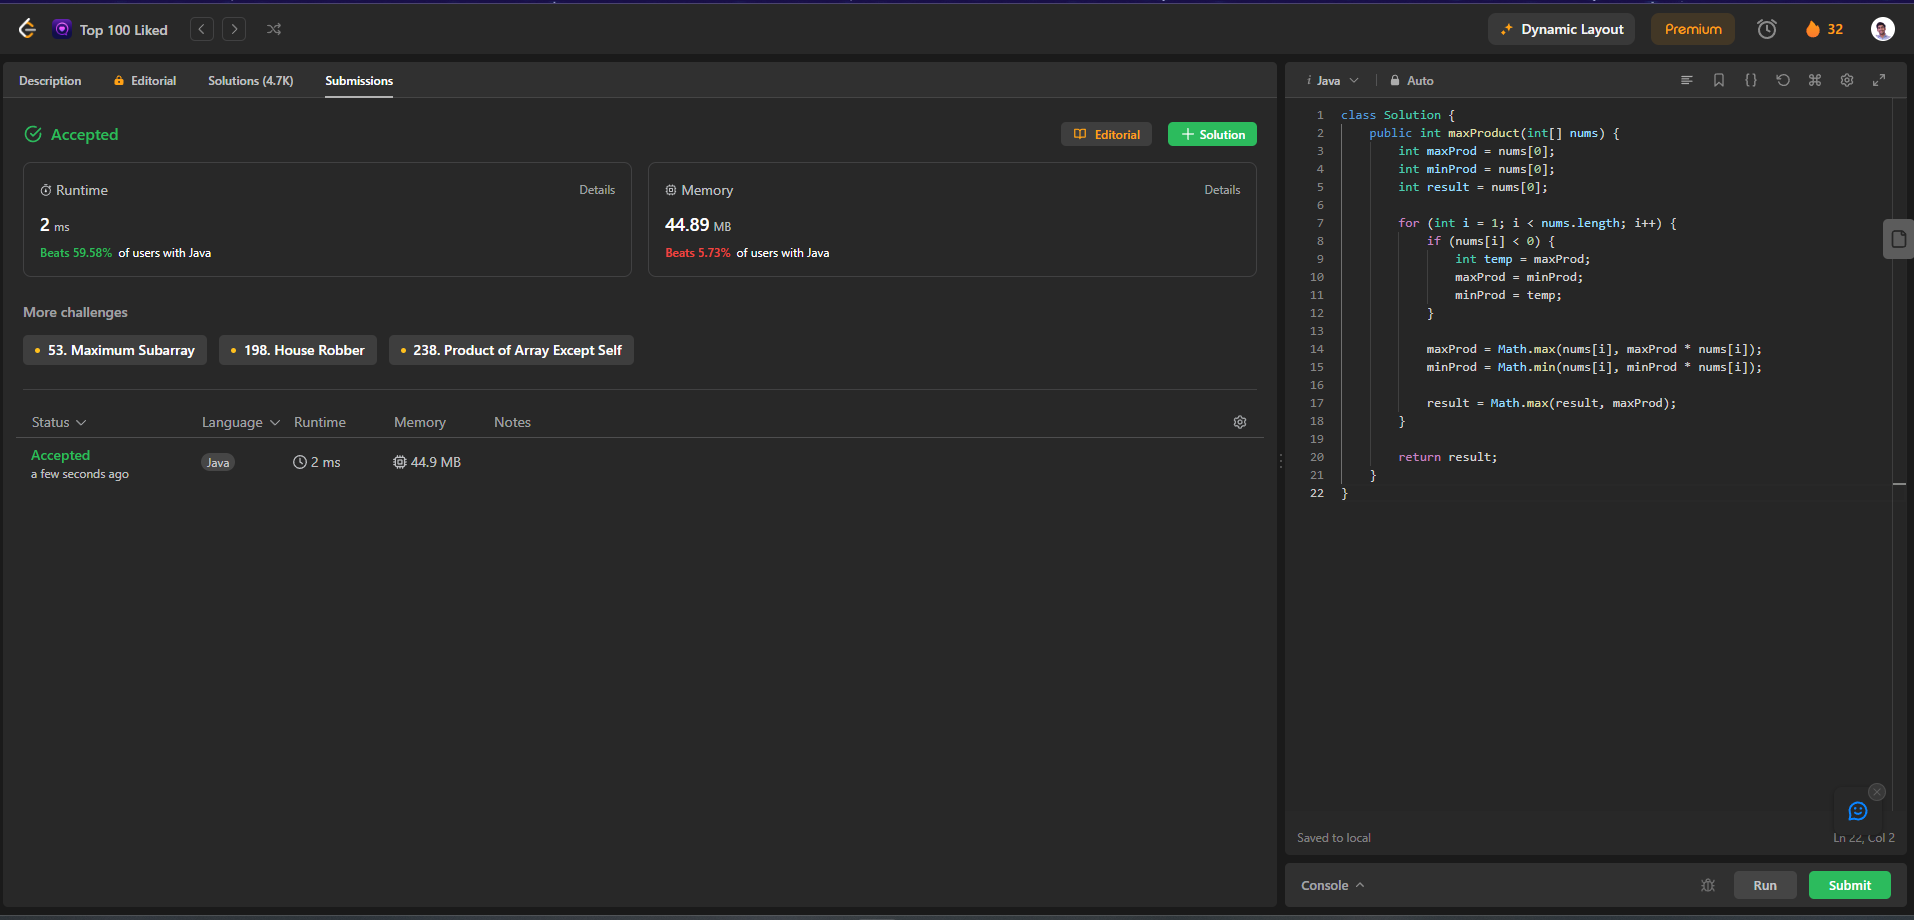 Top 100 Liked
Dynamic Layout
Premium
32
Description
Editorial
Solutions (4.7K)
Submissions
Accepted
Editorial
Solution
Runtime
Details
2 ms
Beats 59.58% of users with Java
Memory
Details
44.89 MB
Beats 5.73% of users with Java
More challenges
53. Maximum Subarray
198. House Robber
238. Product of Array Except Self
Status
Language
Runtime
Memory
Notes
Accepted
a few seconds ago
Java
2 ms
44.9 MB
i Java
Auto
{}
1 class Solution {
2     public int maxProduct(int[] nums) {
3         int maxProd = nums[0];
4         int minProd = nums[0];
5         int result = nums[0];
6
7         for (int i = 1; i < nums.length; i++) {
8             if (nums[i] < 0) {
9                 int temp = maxProd;
10                 maxProd = minProd;
11                 minProd = temp;
12             }
13
14             maxProd = Math.max(nums[i], maxProd * nums[i]);
15             minProd = Math.min(nums[i], minProd * nums[i]);
16
17             result = Math.max(result, maxProd);
18         }
19
20         return result;
21     }
22 }
Saved to local
Ln 22, Col 2
Console
Run
Submit